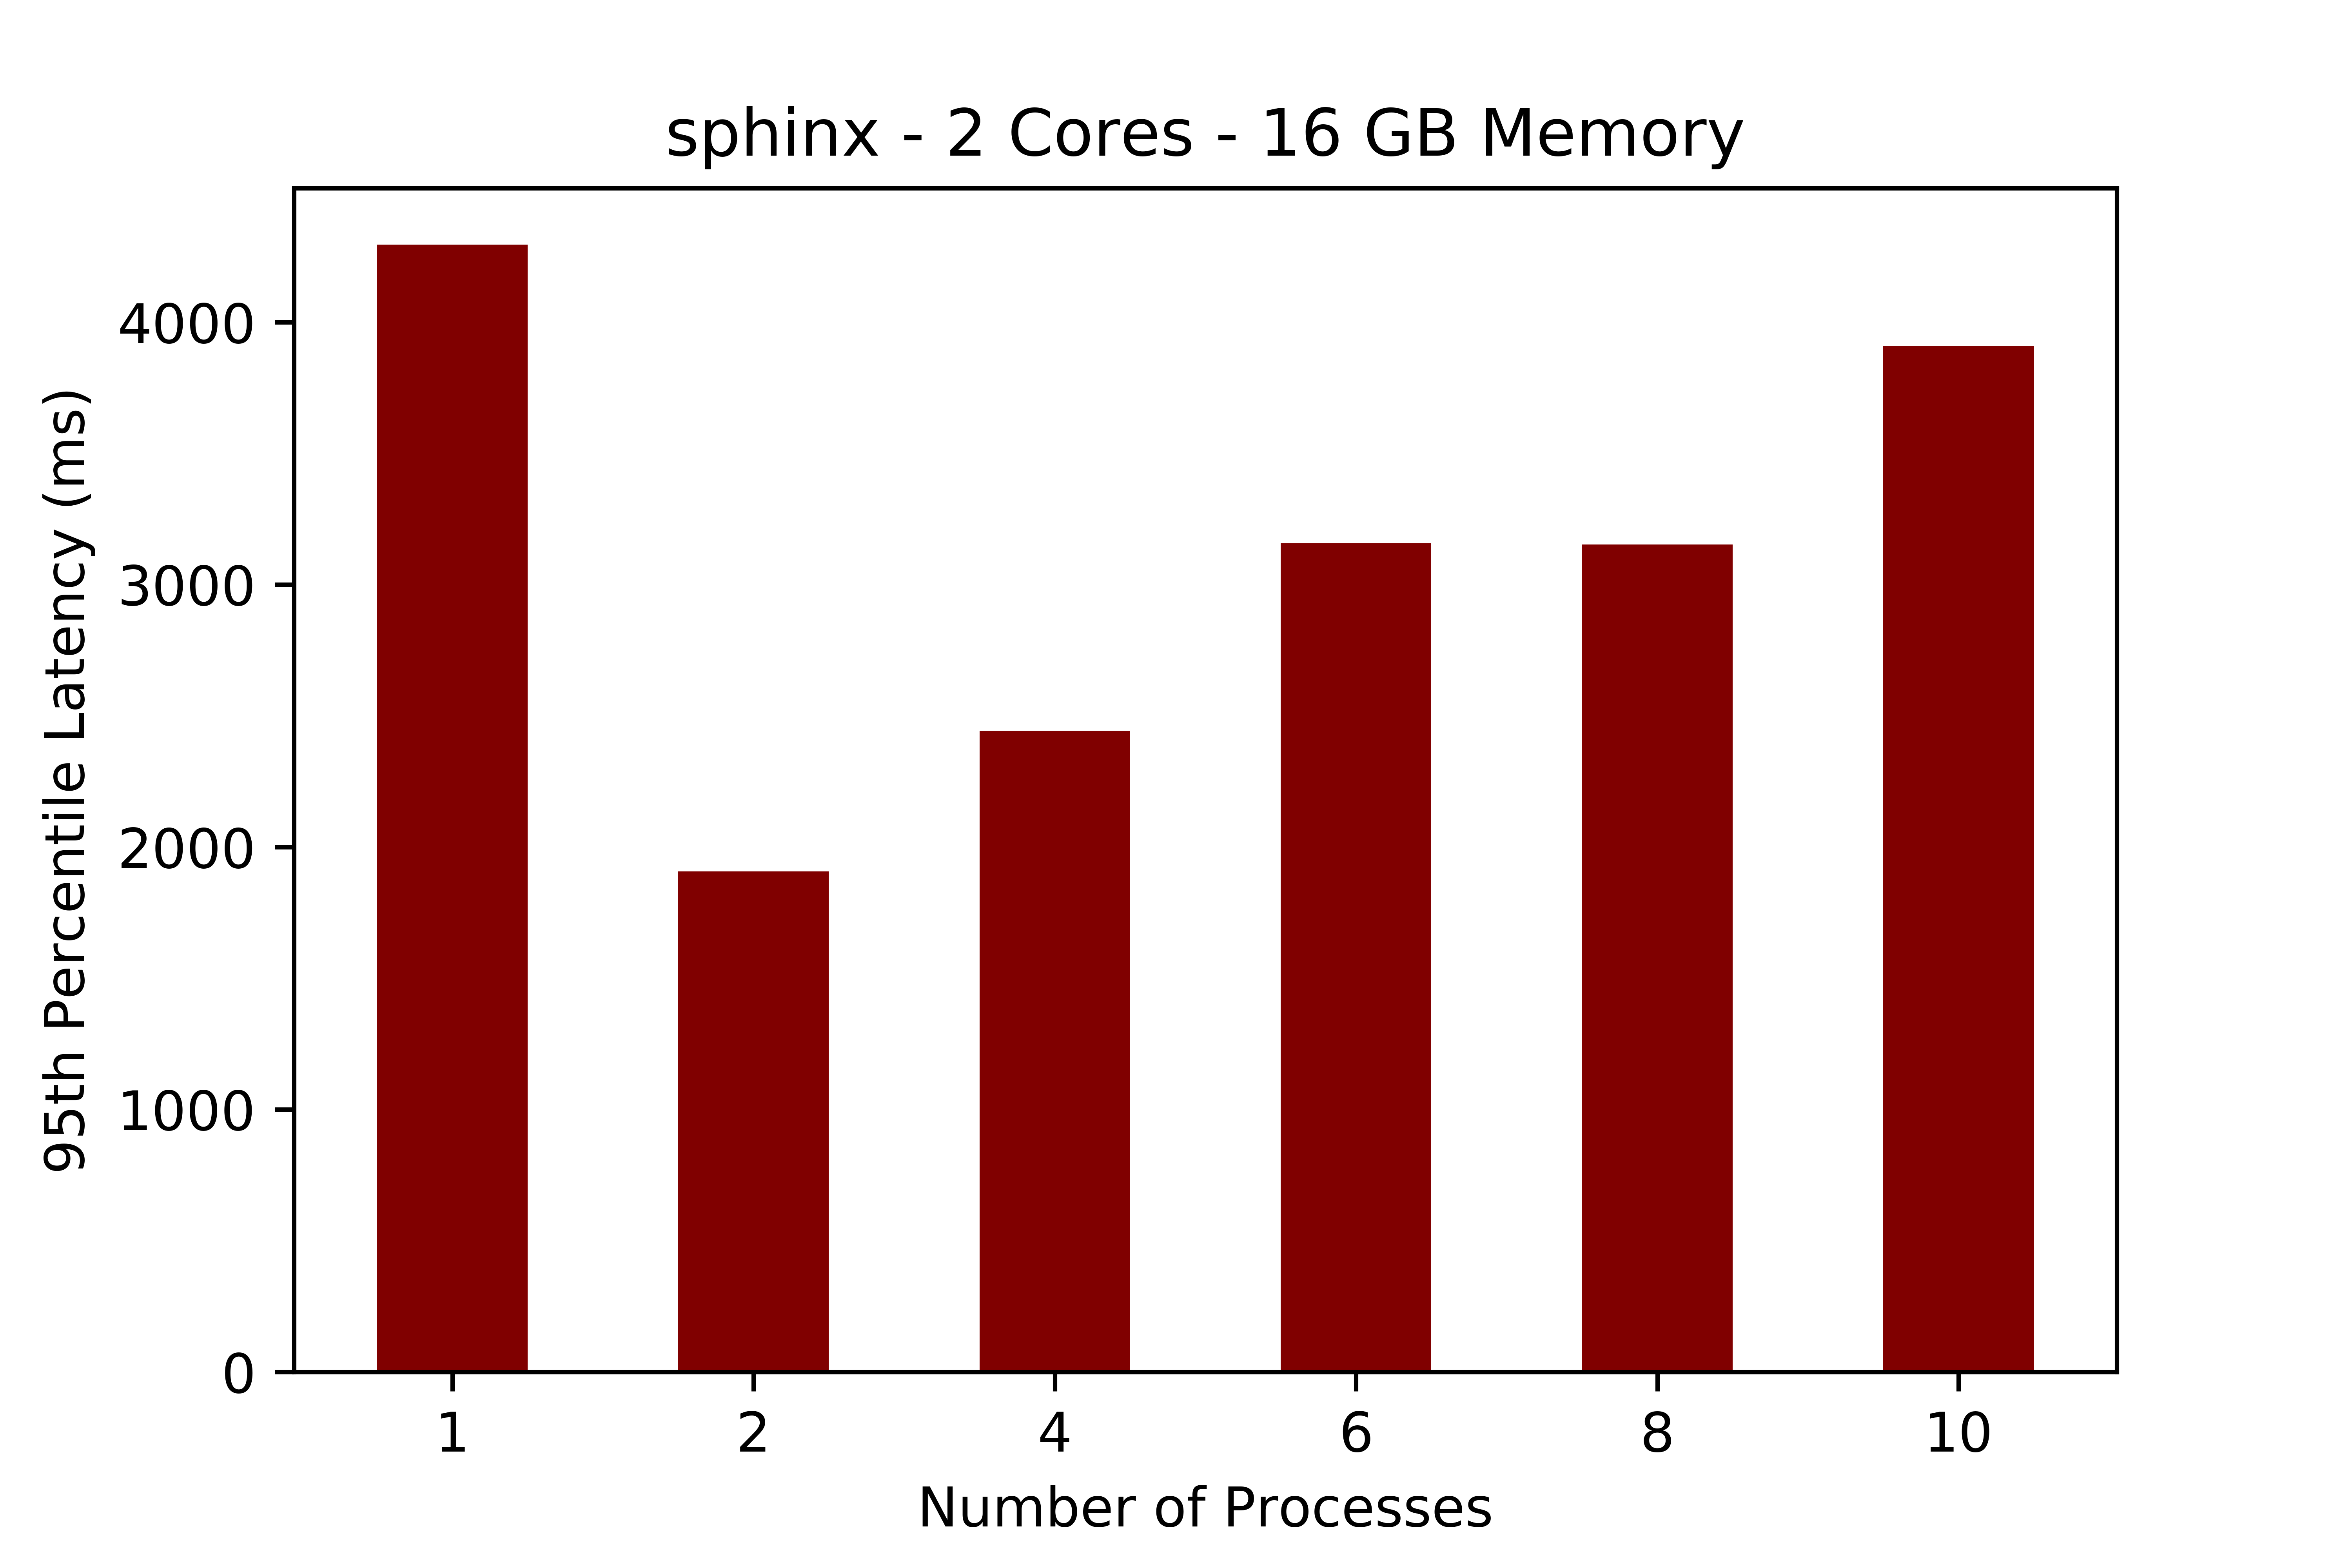 sphinx - 2 Cores - 16 GB Memory
95th Percentile Latency (ms)
4000
3000
2000
1000
0
1 2 4 6 8 10
Number of Processes